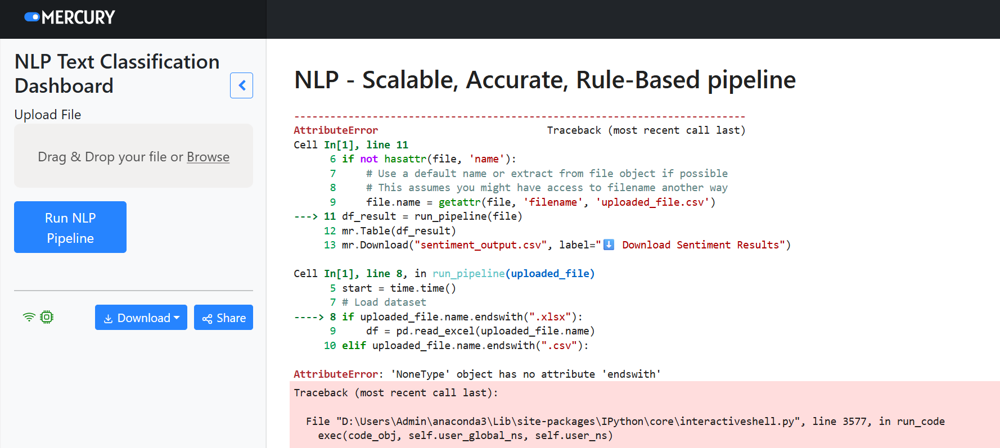 MERCURY
NLP Text Classification
Dashboard
Upload File
Drag & Drop your file or Browse
Run NLP
Pipeline
Download
Share
NLP - Scalable, Accurate, Rule-Based pipeline
---------------------------------------------------------------------------
AttributeError                            Traceback (most recent call last)
Cell In[1], line 11
      6 if not hasattr(file, 'name'):
      7     # Use a default name or extract from file object if possible
      8     # This assumes you might have access to filename another way
      9     file.name = getattr(file, 'filename', 'uploaded_file.csv')
---> 11 df_result = run_pipeline(file)
     12 mr.Table(df_result)
     13 mr.Download("sentiment_output.csv", label="⬇️ Download Sentiment Results")
Cell In[1], line 8, in run_pipeline(uploaded_file)
      5 start = time.time()
      7 # Load dataset
----> 8 if uploaded_file.name.endswith(".xlsx"):
      9     df = pd.read_excel(uploaded_file.name)
     10 elif uploaded_file.name.endswith(".csv"):
AttributeError: 'NoneType' object has no attribute 'endswith'
Traceback (most recent call last):
  File "D:\Users\Admin\anaconda3\Lib\site-packages\IPython\core\interactiveshell.py", line 3577, in run_code
    exec(code_obj, self.user_global_ns, self.user_ns)